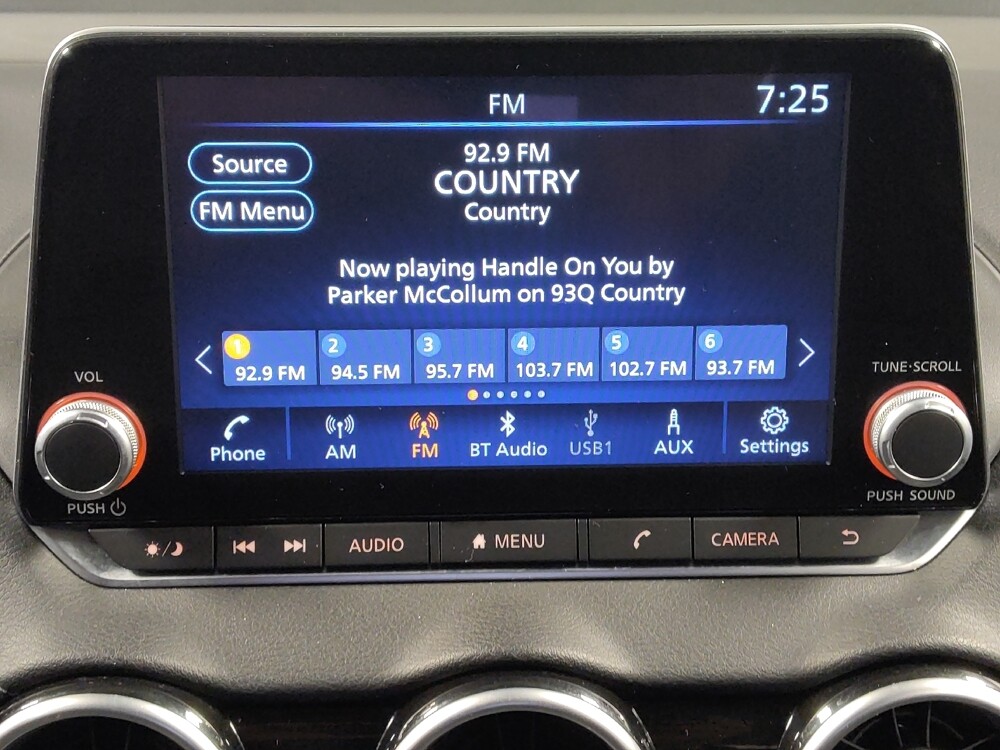 FM
7:25
Source
92.9 FM
COUNTRY
FM Menu
Country
Now playing Handle On You by
Parker McCollum on 93Q Country
1 2 3 4 5 6
92.9 FM 94.5 FM 95.7 FM 103.7 FM 102.7 FM 93.7 FM
VOL
TUNE·SCROLL
Phone AM FM BT Audio USB1 AUX Settings
PUSH
PUSH SOUND
AUDIO MENU CAMERA